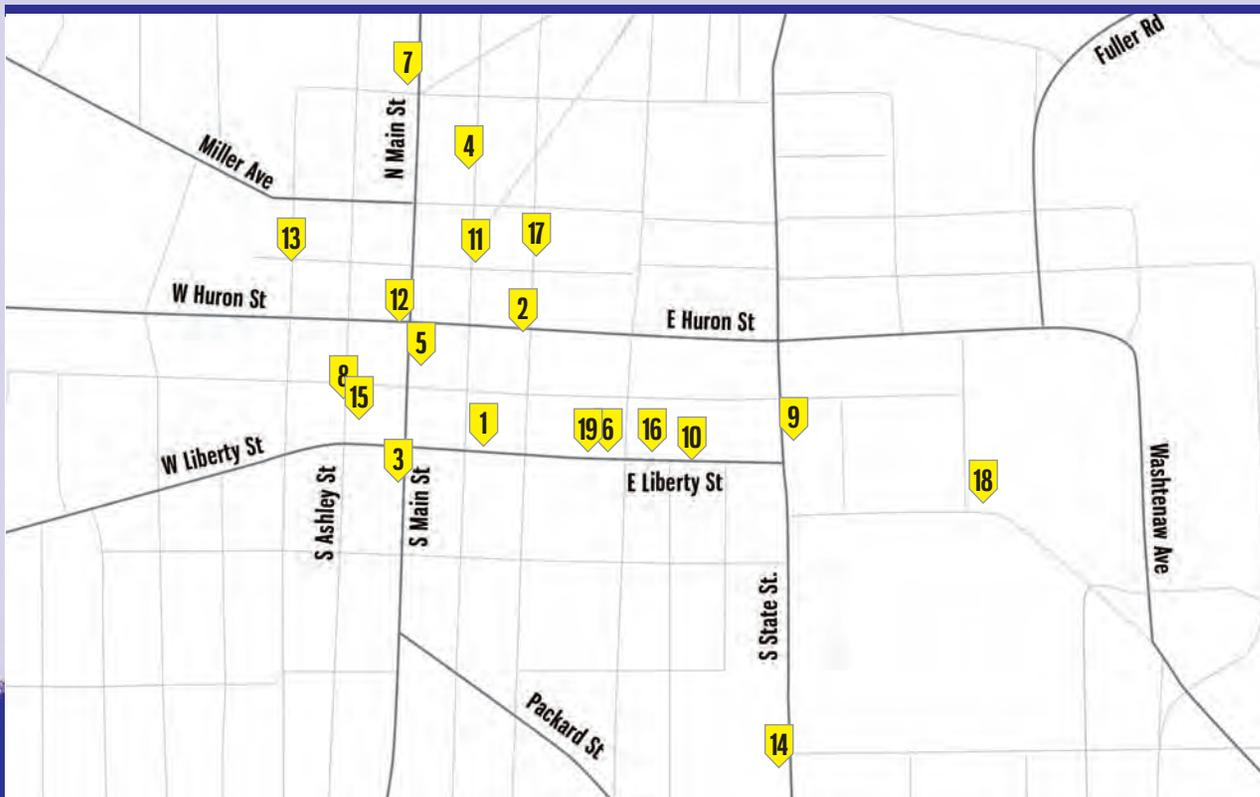 Fuller Rd
7
N Main St
Miller Ave
4
13
11
17
W Huron St
12
2
E Huron St
5
8
15
1
19
6
16
10
9
W Liberty St
3
S Ashley St
S Main St
E Liberty St
18
Washtenaw Ave
S State St.
Packard St
14